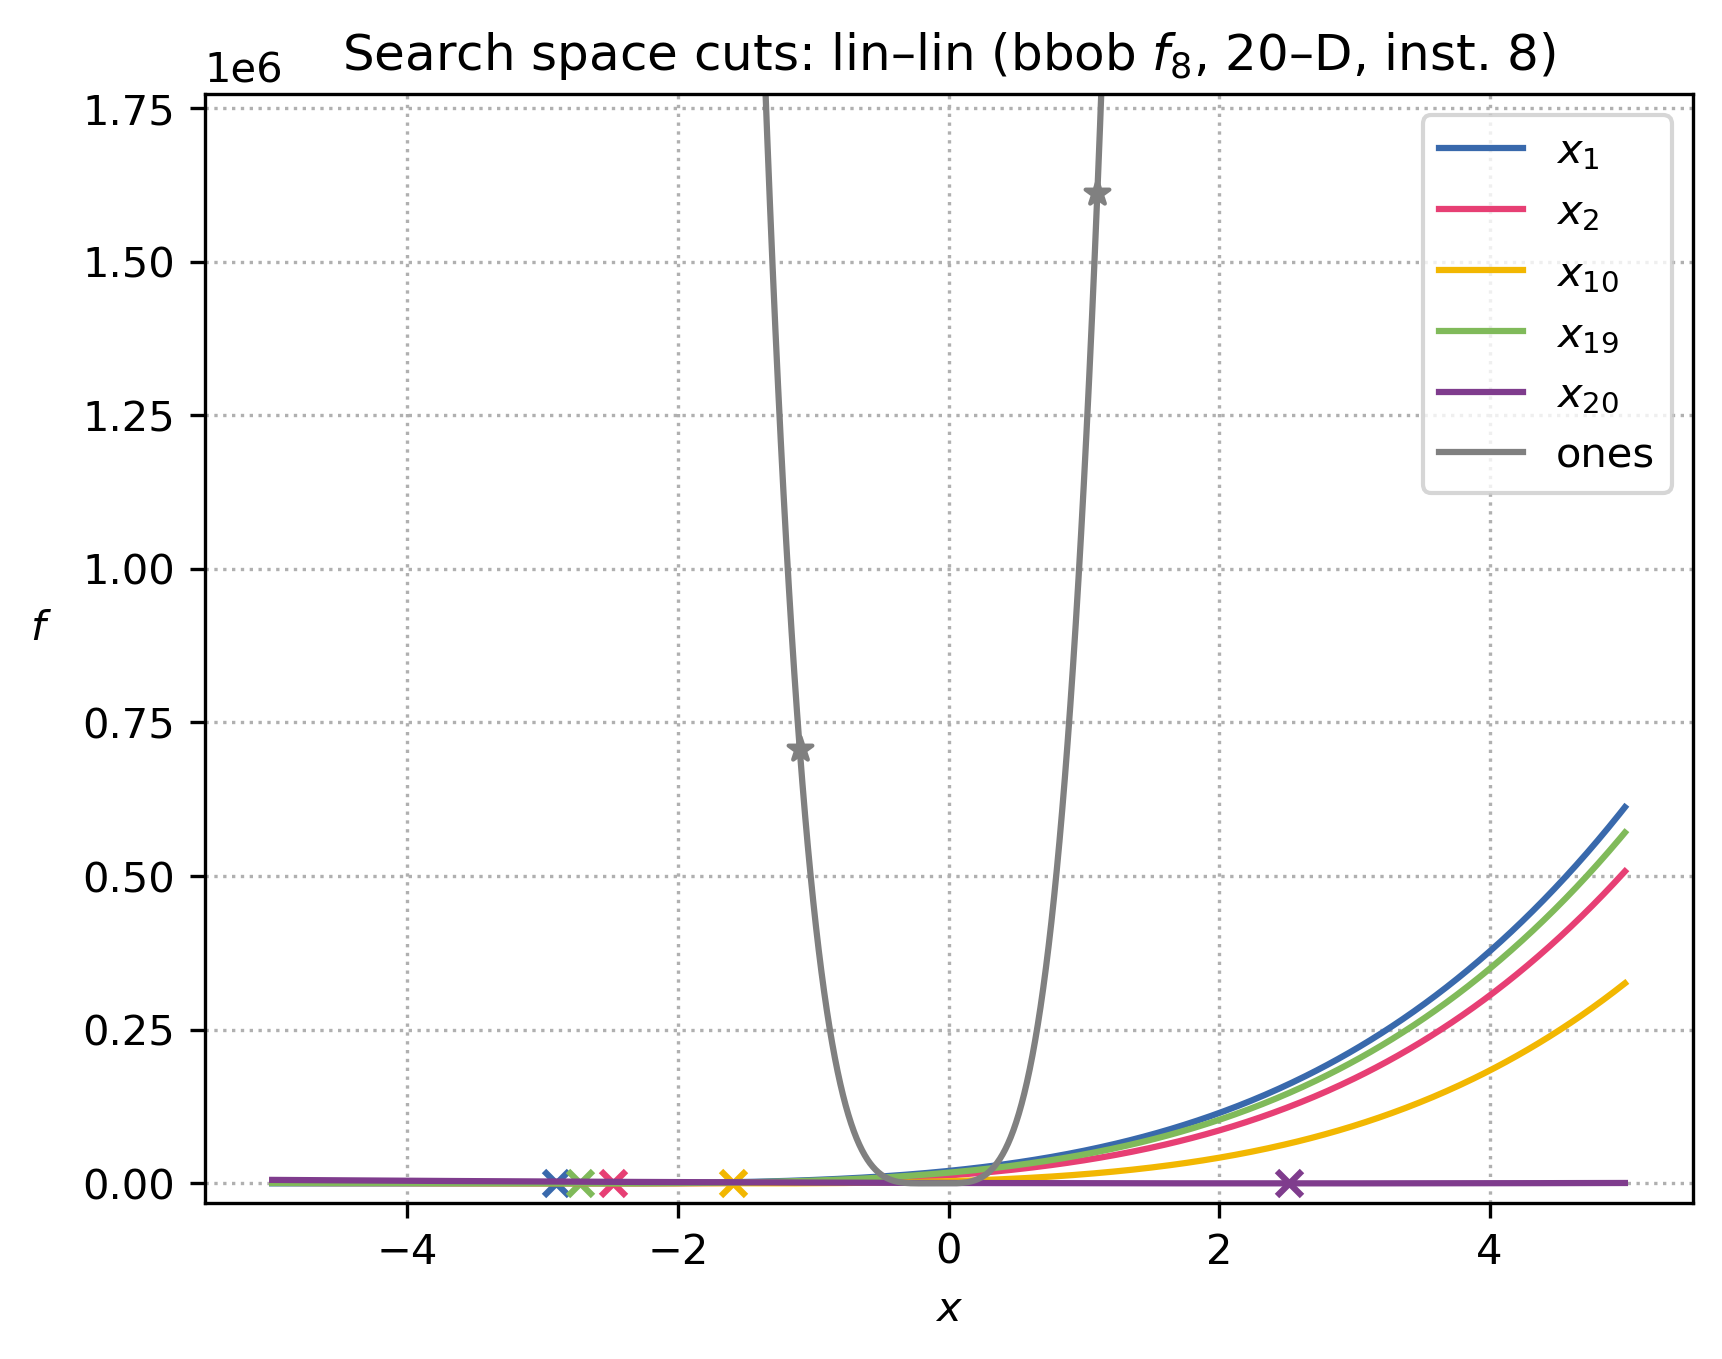 Search space cuts: lin–lin (bbob f₈, 20–D, inst. 8)
1e6
1.75
1.50
1.25
1.00
0.75
0.50
0.25
0.00
f
−4
−2
0
2
4
x
x₁
x₂
x₁₀
x₁₉
x₂₀
ones